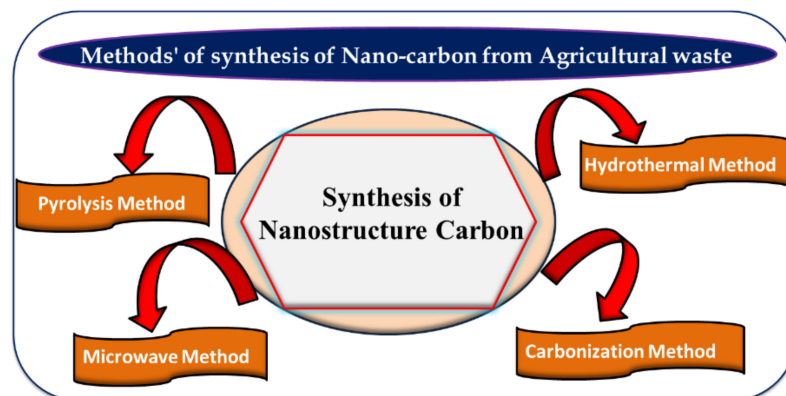 Methods' of synthesis of Nano-carbon from Agricultural waste
Hydrothermal Method
Pyrolysis Method
Synthesis of
Nanostructure Carbon
Microwave Method
Carbonization Method